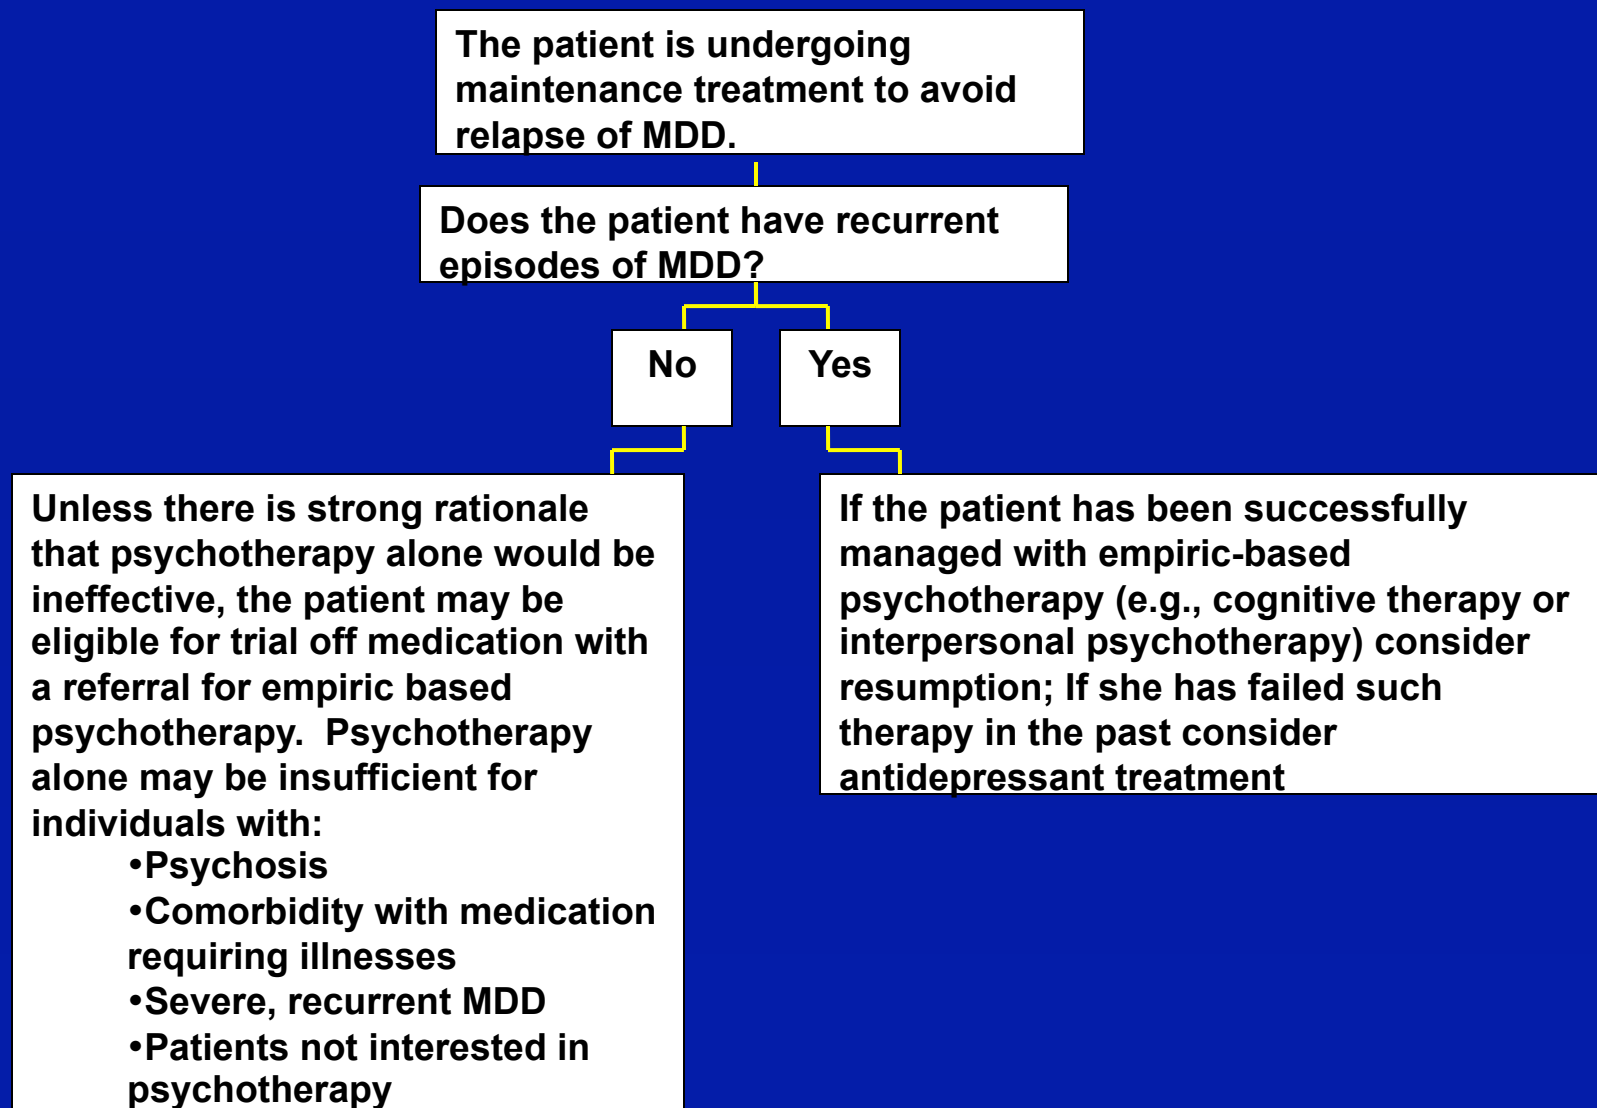 The patient is undergoing
maintenance treatment to avoid
relapse of MDD.
Does the patient have recurrent
episodes of MDD?
No
Yes
Unless there is strong rationale
that psychotherapy alone would be
ineffective, the patient may be
eligible for trial off medication with
a referral for empiric based
psychotherapy.  Psychotherapy
alone may be insufficient for
individuals with:
•Psychosis
•Comorbidity with medication
requiring illnesses
•Severe, recurrent MDD
•Patients not interested in
psychotherapy
If the patient has been successfully
managed with empiric-based
psychotherapy (e.g., cognitive therapy or
interpersonal psychotherapy) consider
resumption; If she has failed such
therapy in the past consider
antidepressant treatment